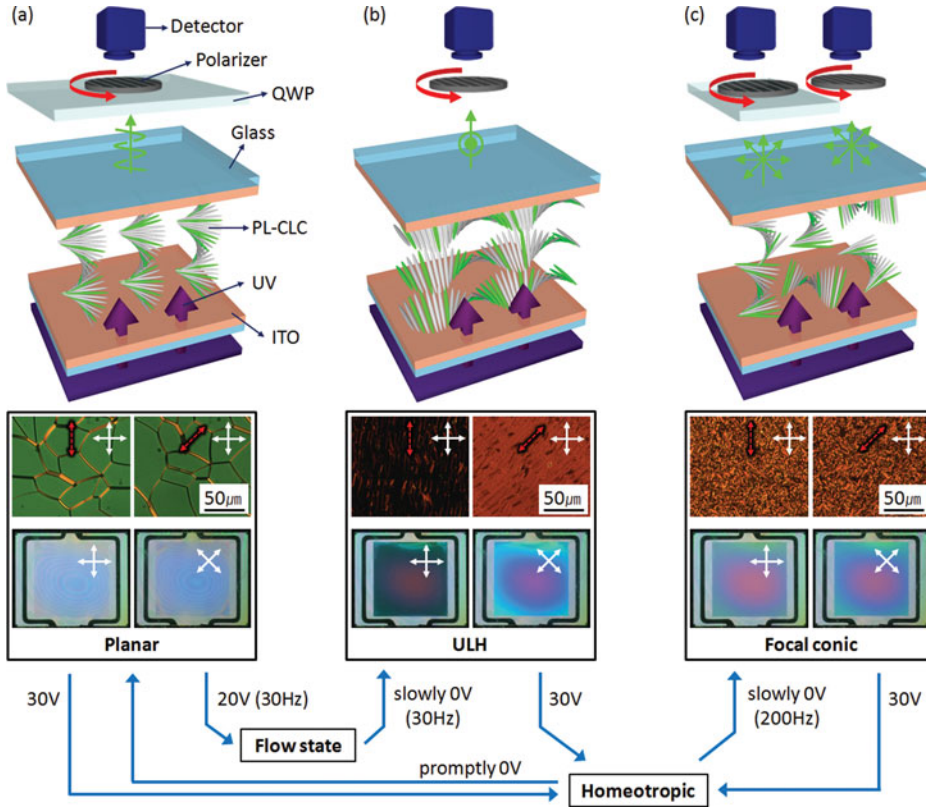 (a)
Detector
Polarizer
QWP
Glass
PL-CLC
UV
ITO
(b)
(c)
50㎛
50㎛
50㎛
Planar
ULH
Focal conic
30V
20V (30Hz)
slowly 0V
(30Hz)
30V
slowly 0V
(200Hz)
30V
Flow state
promptly 0V
Homeotropic